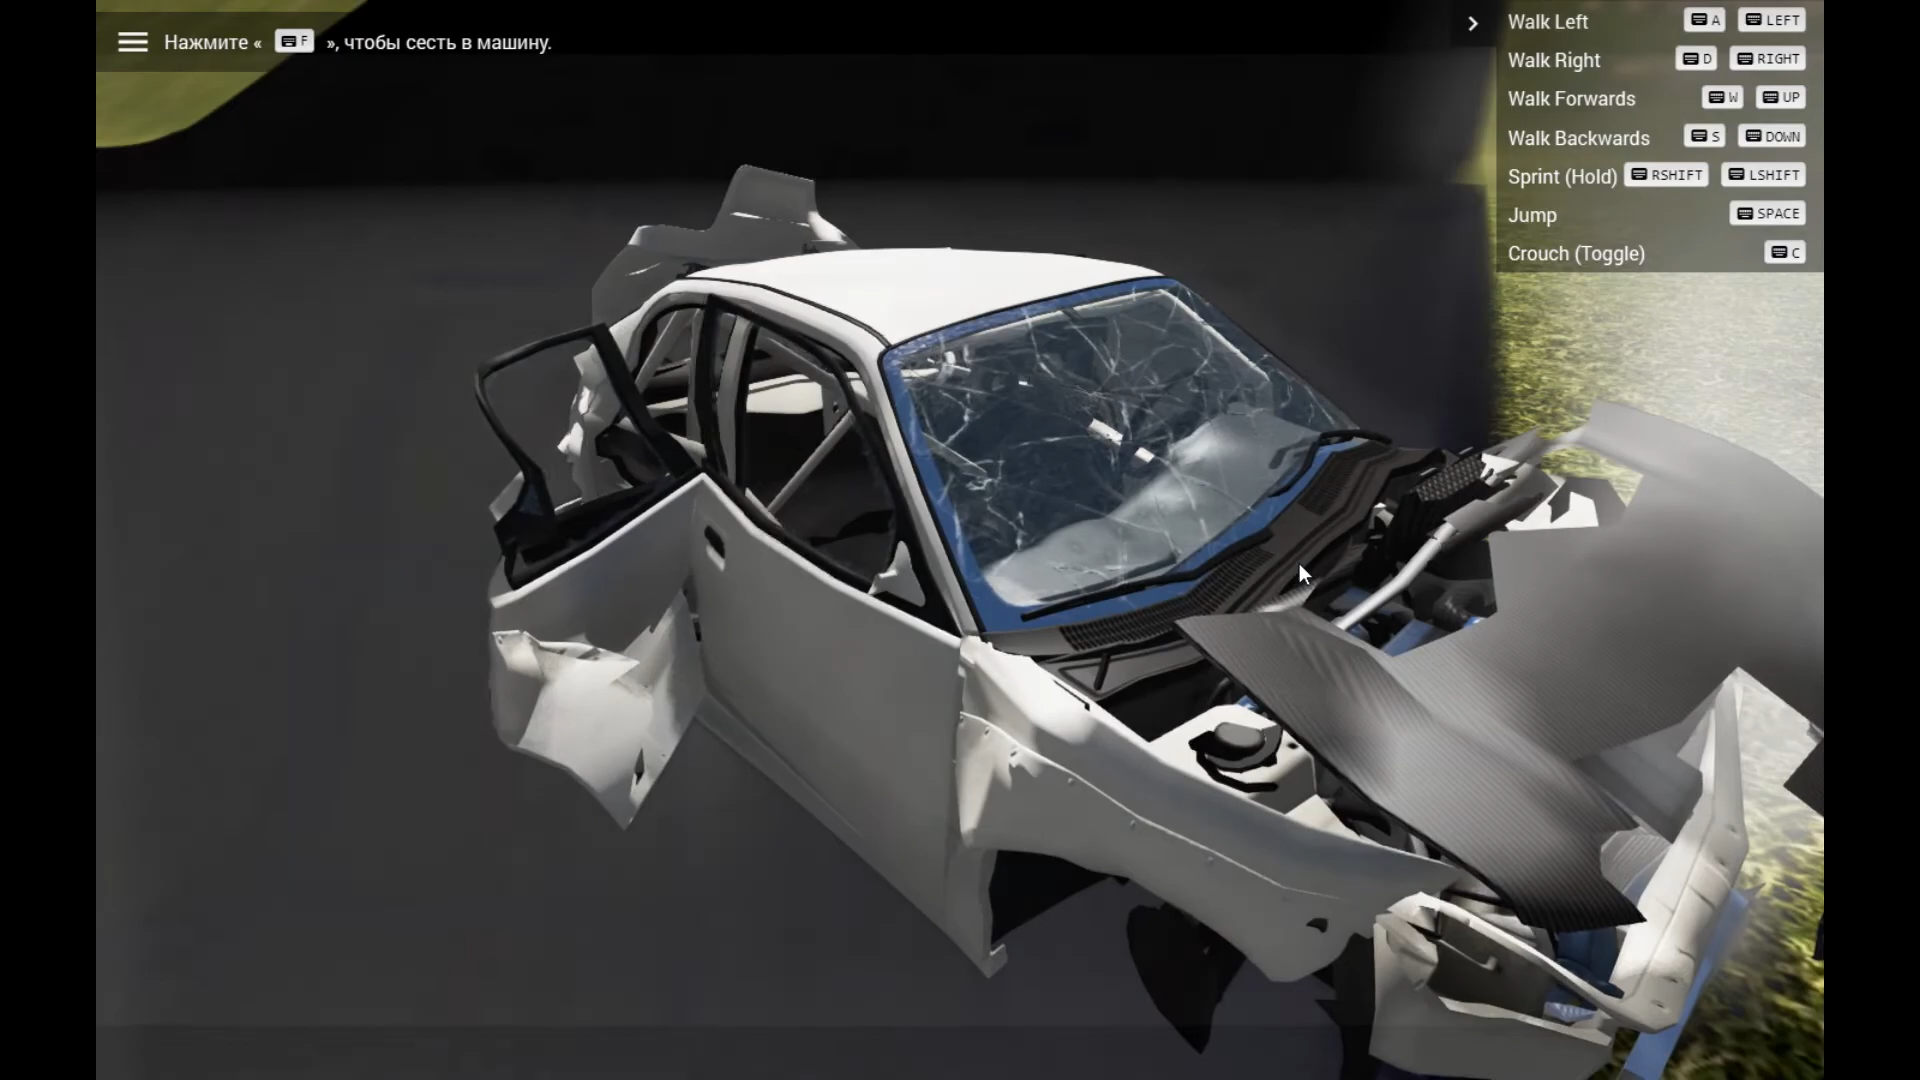 Нажмите « F », чтобы сесть в машину.
Walk Left A LEFT
Walk Right D RIGHT
Walk Forwards W UP
Walk Backwards S DOWN
Sprint (Hold) RSHIFT LSHIFT
Jump SPACE
Crouch (Toggle) C